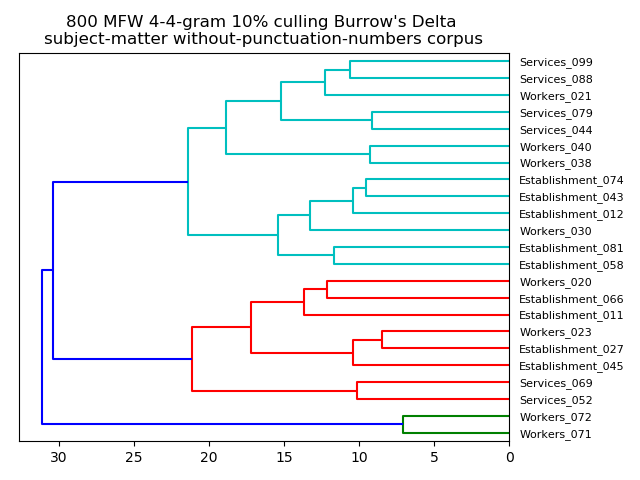 800 MFW 4-4-gram 10% culling Burrow's Delta
subject-matter without-punctuation-numbers corpus
Services_099
Services_088
Workers_021
Services_079
Services_044
Workers_040
Workers_038
Establishment_074
Establishment_043
Establishment_012
Workers_030
Establishment_081
Establishment_058
Workers_020
Establishment_066
Establishment_011
Workers_023
Establishment_027
Establishment_045
Services_069
Services_052
Workers_072
Workers_071
30 25 20 15 10 5 0